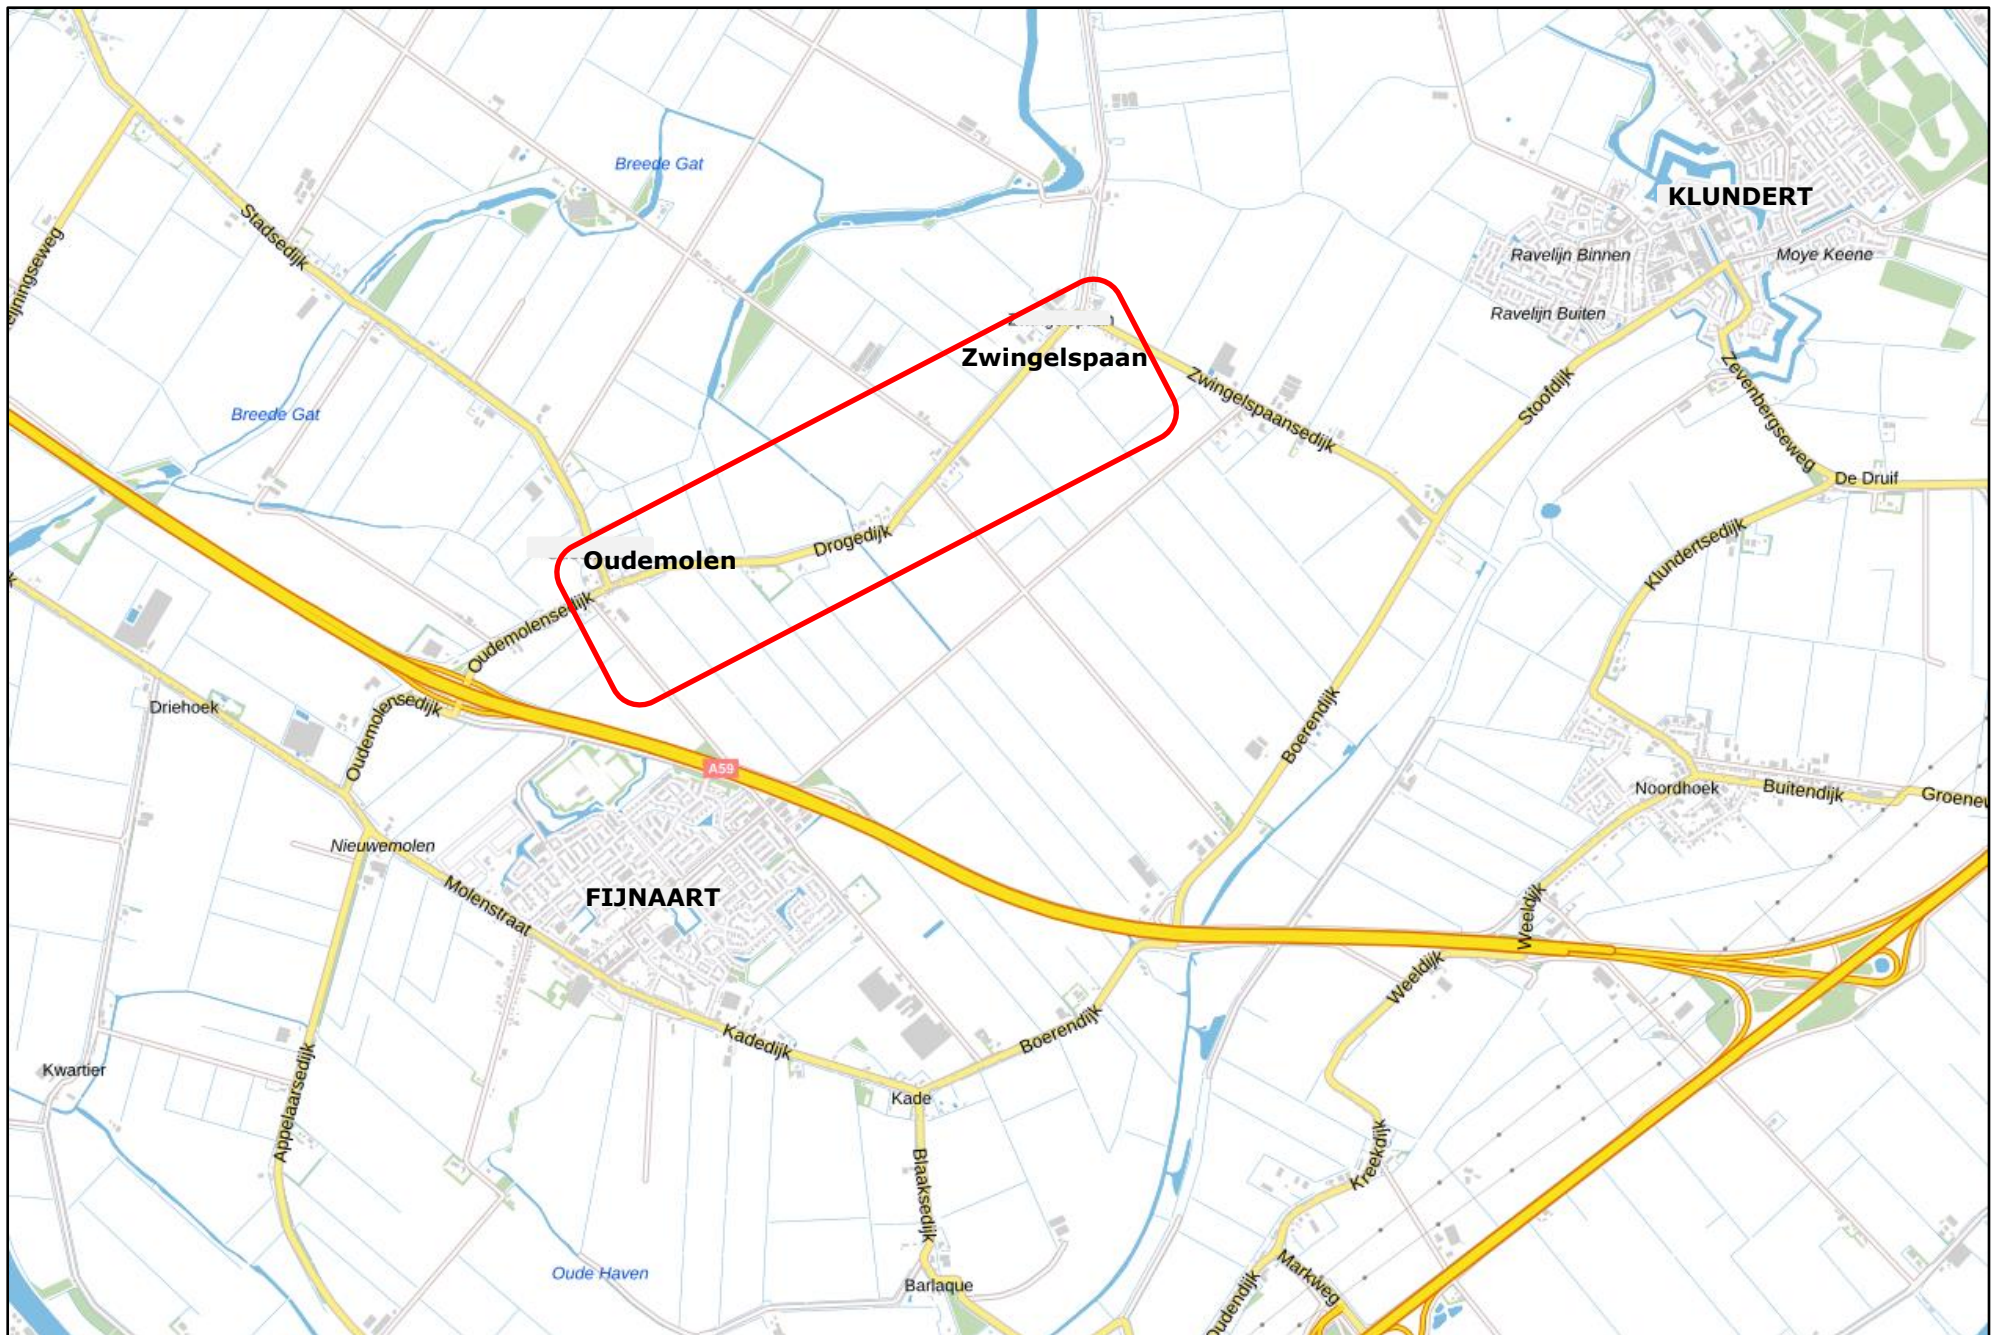 Breede Gat
KLUNDERT
Stadsedijk
Ravelijn Binnen
Moye Keene
Ravelijn Buiten
Zwingelspaan
Zwingelspaansedijk
Stoofdijk
Zevenbergseweg
Breede Gat
De Druif
Drogedijk
Oudemolen
Klundertsedijk
Oudemolensedijk
Driehoek
Oudemolensedijk
Boerendijk
A59
Noordhoek
Buitendijk
Nieuwemolen
FIJNAART
Molenstraat
Weeldijk
Weeldijk
Kadedijk
Boerendijk
Kwartier
Appelaarsedijk
Kade
Kreekdijk
Blaaksedijk
Oude Haven
Barlaque
Markweg
Oudendijk